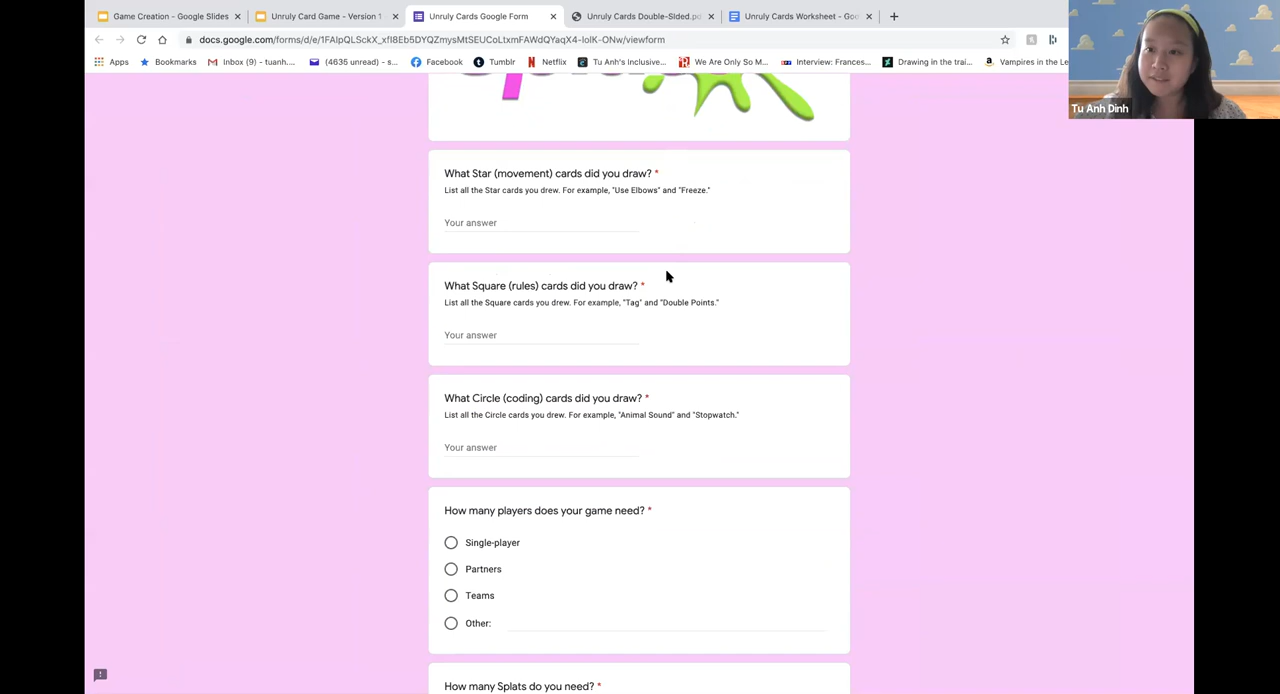 Game Creation - Google Slides
Unruly Card Game - Version 1
Unruly Cards Google Form
Unruly Cards Double-Sided.pd
Unruly Cards Worksheet - Goo
docs.google.com/forms/d/e/
Apps
Bookmarks
Inbox (9) - tuanh....
(4635 unread) - s...
Facebook
Tumblr
Netflix
Tu Anh's Inclusive...
We Are Only So M...
Interview: Frances...
Drawing in the trai...
Vampires in the Le
Tu Anh Dinh
What Star (movement) cards did you draw? *
List all the Star cards you drew. For example, "Use Elbows" and "Freeze."
Your answer
What Square (rules) cards did you draw? *
List all the Square cards you drew. For example, "Tag" and "Double Points."
Your answer
What Circle (coding) cards did you draw? *
List all the Circle cards you drew. For example, "Animal Sound" and "Stopwatch."
Your answer
How many players does your game need? *
Single-player
Partners
Teams
Other:
How many Splats do you need? *